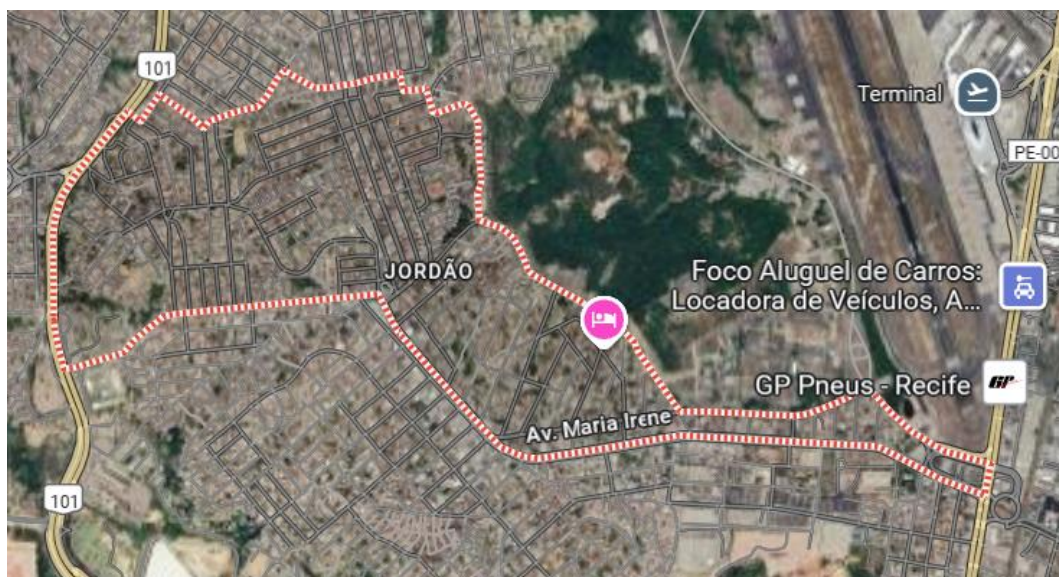 101
Terminal
PE-00
JORDÃO
Foco Aluguel de Carros:
Locadora de Veículos, A...
GP Pneus - Recife
GP
Av. Maria Irene
101